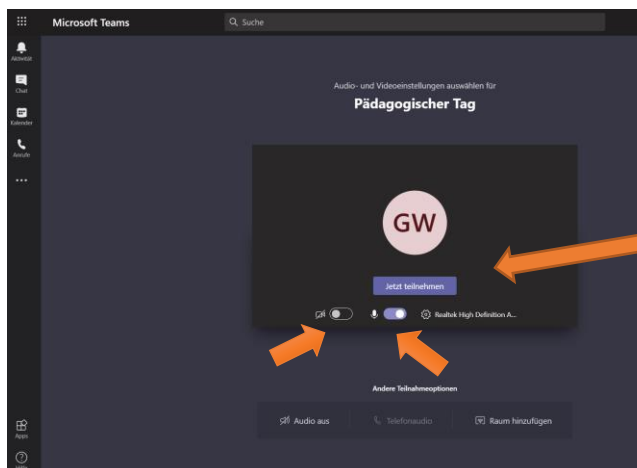 Microsoft Teams
Suche
Aktivität
Chat
Kalender
Anrufe
Audio- und Videoeinstellungen auswählen für
Pädagogischer Tag
GW
Jetzt teilnehmen
Realtek High Definition A...
Andere Teilnahmeoptionen
Audio aus
Telefonaudio
Raum hinzufügen
Apps
Hilfe